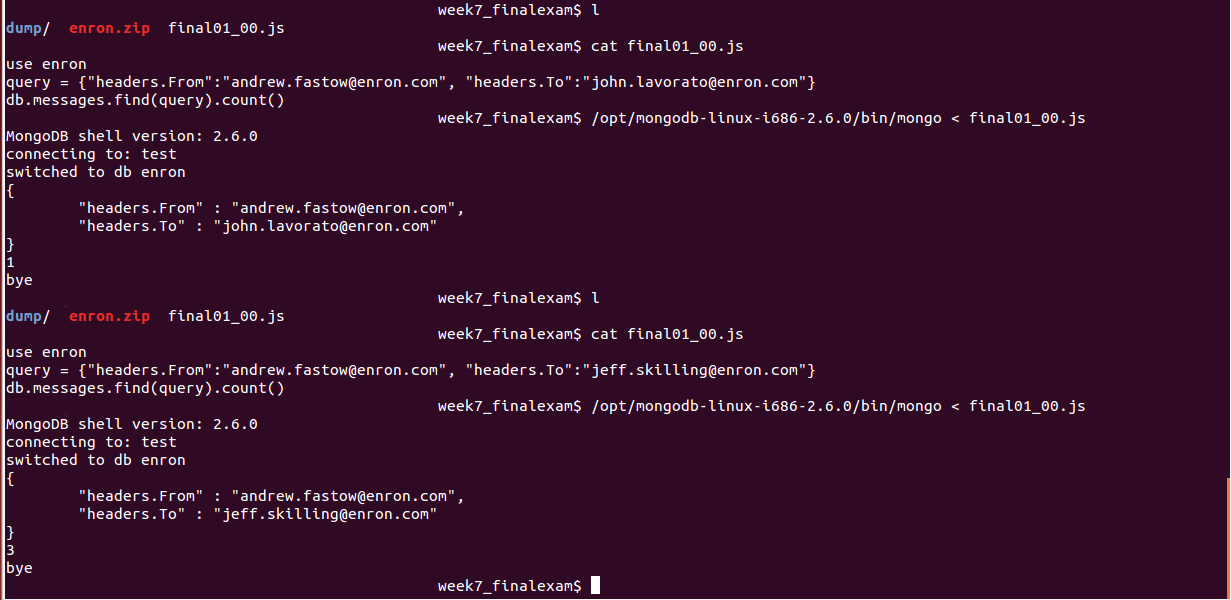 week7_finalexam$ l
dump/  enron.zip  final01_00.js
week7_finalexam$ cat final01_00.js
use enron
query = {"headers.From":"andrew.fastow@enron.com", "headers.To":"john.lavorato@enron.com"}
db.messages.find(query).count()
week7_finalexam$ /opt/mongodb-linux-i686-2.6.0/bin/mongo < final01_00.js
MongoDB shell version: 2.6.0
connecting to: test
switched to db enron
{
        "headers.From" : "andrew.fastow@enron.com",
        "headers.To" : "john.lavorato@enron.com"
}
1
bye
week7_finalexam$ l
dump/  enron.zip  final01_00.js
week7_finalexam$ cat final01_00.js
use enron
query = {"headers.From":"andrew.fastow@enron.com", "headers.To":"jeff.skilling@enron.com"}
db.messages.find(query).count()
week7_finalexam$ /opt/mongodb-linux-i686-2.6.0/bin/mongo < final01_00.js
MongoDB shell version: 2.6.0
connecting to: test
switched to db enron
{
        "headers.From" : "andrew.fastow@enron.com",
        "headers.To" : "jeff.skilling@enron.com"
}
3
bye
week7_finalexam$